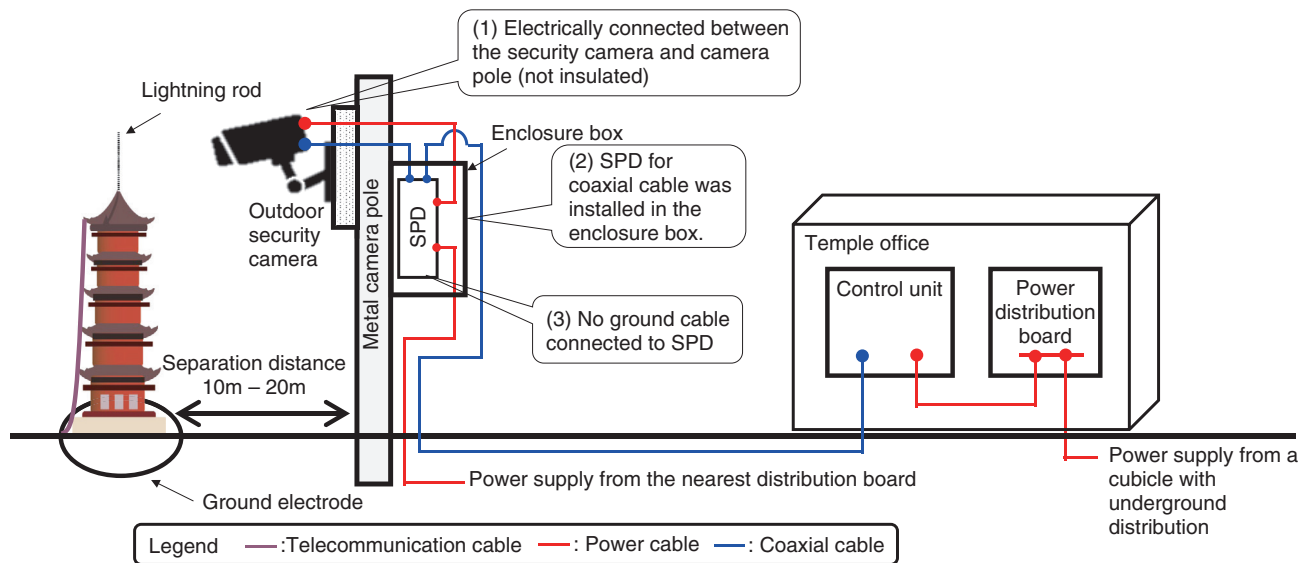 (1) Electrically connected between
the security camera and camera
pole (not insulated)
Lightning rod
Enclosure box
(2) SPD for
coaxial cable was
installed in the
enclosure box.
Outdoor
security
camera
Metal camera pole
SPD
Temple office
Control unit
Power
distribution
board
(3) No ground cable
connected to SPD
Separation distance
10m – 20m
Power supply from the nearest distribution board
Power supply from a
cubicle with
underground
distribution
Ground electrode
Legend :Telecommunication cable : Power cable : Coaxial cable